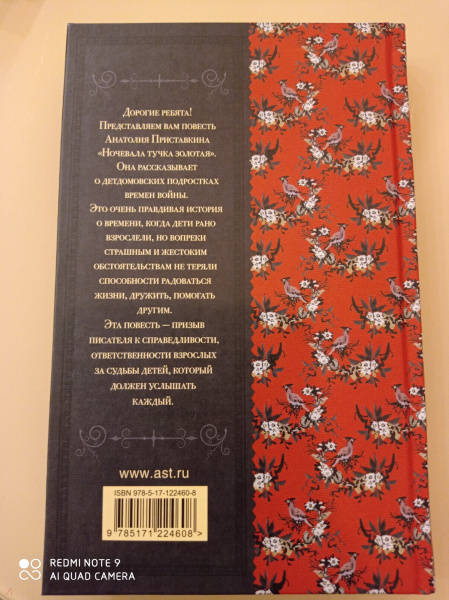 Дорогие ребята!
Представляем вам повесть
Анатолия Приставкина
«Ночевала тучка золотая».
Она рассказывает
о детдомовских подростках
времен войны.
Это очень правдивая история
о времени, когда дети рано
взрослели, но вопреки
страшным и жестоким
обстоятельствам не теряли
способности радоваться
жизни, дружить, помогать
другим.
Эта повесть — призыв
писателя к справедливости,
ответственности взрослых
за судьбы детей, который
должен услышать
каждый.
www.ast.ru
ISBN 978-5-17-122460-8
9 785171 224608 >
REDMI NOTE 9
AI QUAD CAMERA